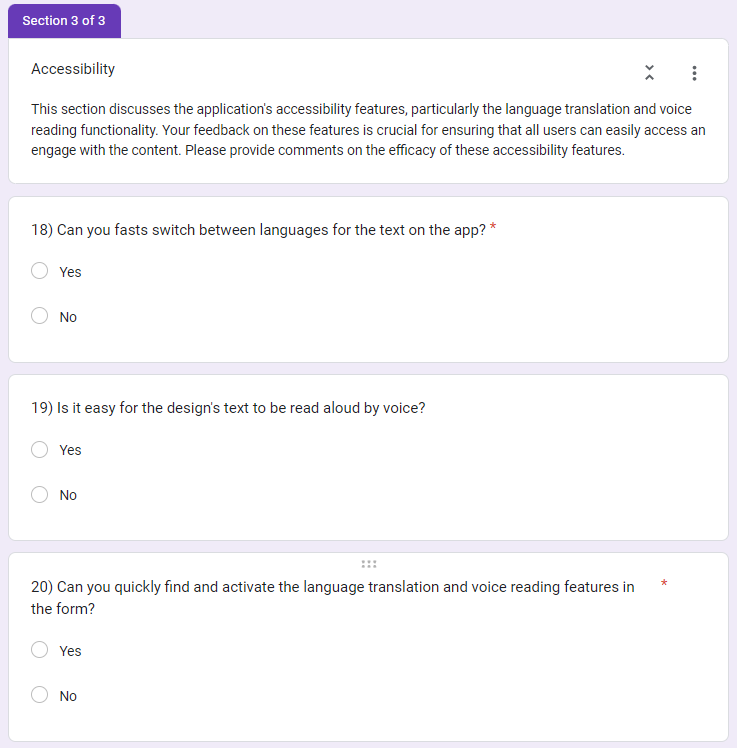 Section 3 of 3
Accessibility
This section discusses the application's accessibility features, particularly the language translation and voice
reading functionality. Your feedback on these features is crucial for ensuring that all users can easily access an
engage with the content. Please provide comments on the efficacy of these accessibility features.
18) Can you fasts switch between languages for the text on the app? *
Yes
No
19) Is it easy for the design's text to be read aloud by voice?
Yes
No
20) Can you quickly find and activate the language translation and voice reading features in *
the form?
Yes
No